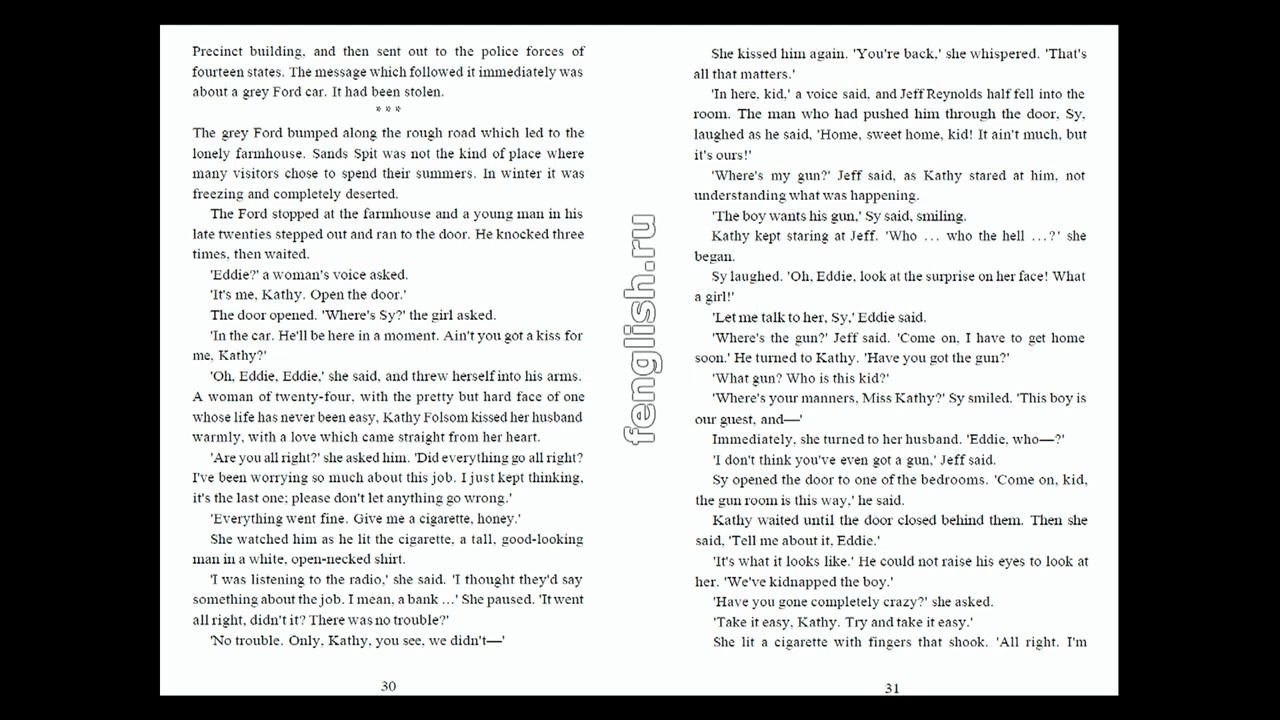 Precinct building, and then sent out to the police forces of
fourteen states. The message which followed it immediately was
about a grey Ford car. It had been stolen.
* * *
The grey Ford bumped along the rough road which led to the
lonely farmhouse. Sands Spit was not the kind of place where
many visitors chose to spend their summers. In winter it was
freezing and completely deserted.
The Ford stopped at the farmhouse and a young man in his
late twenties stepped out and ran to the door. He knocked three
times, then waited.
'Eddie?' a woman's voice asked.
'It's me, Kathy. Open the door.'
The door opened. 'Where's Sy?' the girl asked.
'In the car. He'll be here in a moment. Ain't you got a kiss for
me, Kathy?'
'Oh, Eddie, Eddie,' she said, and threw herself into his arms.
A woman of twenty-four, with the pretty but hard face of one
whose life has never been easy, Kathy Folsom kissed her husband
warmly, with a love which came straight from her heart.
'Are you all right?' she asked him. 'Did everything go all right?
I've been worrying so much about this job. I just kept thinking,
it's the last one; please don't let anything go wrong.'
'Everything went fine. Give me a cigarette, honey.'
She watched him as he lit the cigarette, a tall, good-looking
man in a white, open-necked shirt.
'I was listening to the radio,' she said. 'I thought they'd say
something about the job. I mean, a bank ...' She paused. 'It went
all right, didn't it? There was no trouble?'
'No trouble. Only, Kathy, you see, we didn't—'
30
fenglish.ru
She kissed him again. 'You're back,' she whispered. 'That's
all that matters.'
'In here, kid,' a voice said, and Jeff Reynolds half fell into the
room. The man who had pushed him through the door, Sy,
laughed as he said, 'Home, sweet home, kid! It ain't much, but
it's ours!'
'Where's my gun?' Jeff said, as Kathy stared at him, not
understanding what was happening.
'The boy wants his gun,' Sy said, smiling.
Kathy kept staring at Jeff. 'Who ... who the hell ...?' she
began.
Sy laughed. 'Oh, Eddie, look at the surprise on her face! What
a girl!'
'Let me talk to her, Sy,' Eddie said.
'Where's the gun?' Jeff said. 'Come on, I have to get home
soon.' He turned to Kathy. 'Have you got the gun?'
'What gun? Who is this kid?'
'Where's your manners, Miss Kathy?' Sy smiled. 'This boy is
our guest, and—'
Immediately, she turned to her husband. 'Eddie, who—?'
'I don't think you've even got a gun,' Jeff said.
Sy opened the door to one of the bedrooms. 'Come on, kid,
the gun room is this way,' he said.
Kathy waited until the door closed behind them. Then she
said, 'Tell me about it, Eddie.'
'It's what it looks like.' He could not raise his eyes to look at
her. 'We've kidnapped the boy.'
'Have you gone completely crazy?' she asked.
'Take it easy, Kathy. Try and take it easy.'
She lit a cigarette with fingers that shook. 'All right. I'm
31